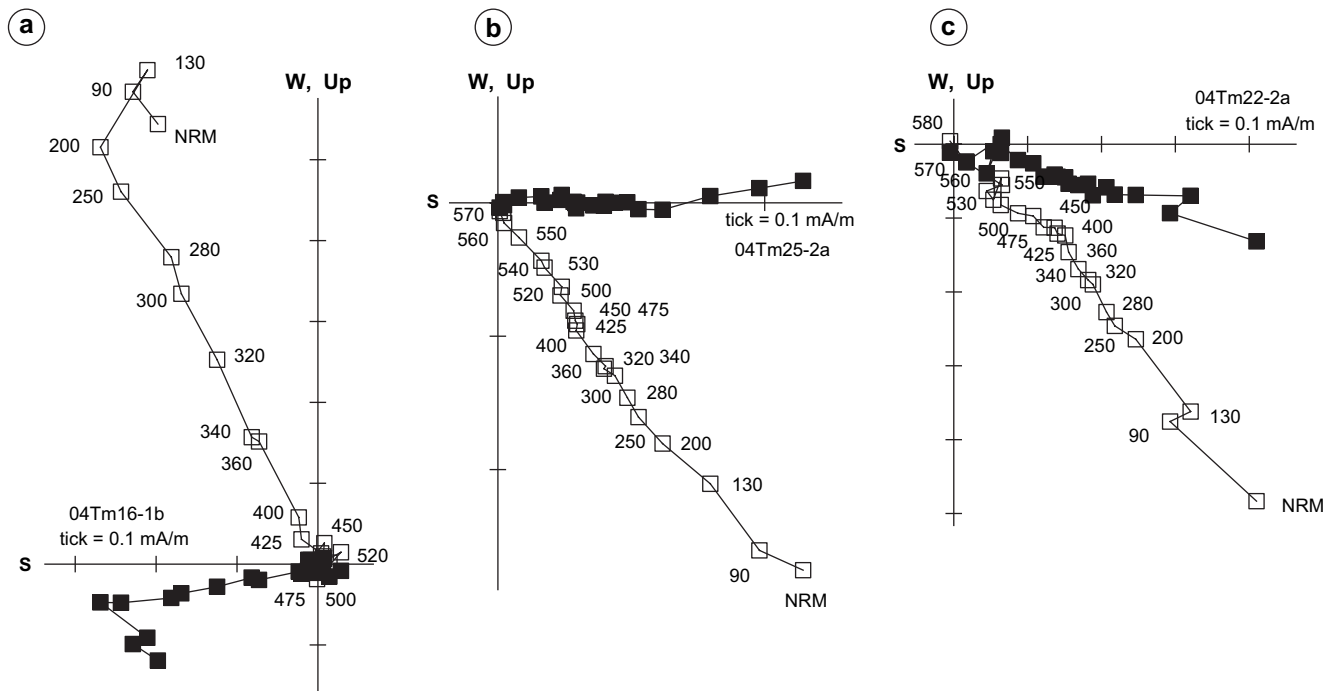 a
W, Up
130
90
NRM
200
250
280
300
320
340
360
400
450
425
520
475
500
04Tm16-1b
tick = 0.1 mA/m
S
b
W, Up
S
570
550
560
tick = 0.1 mA/m
04Tm25-2a
530
540
500
520
450 475
425
400
320 340
360
300
280
250
200
130
90
NRM
c
W, Up
04Tm22-2a
tick = 0.1 mA/m
580
S
570
560
550
530
450
500
400
475
360
425
340
320
300
280
250
200
130
90
NRM